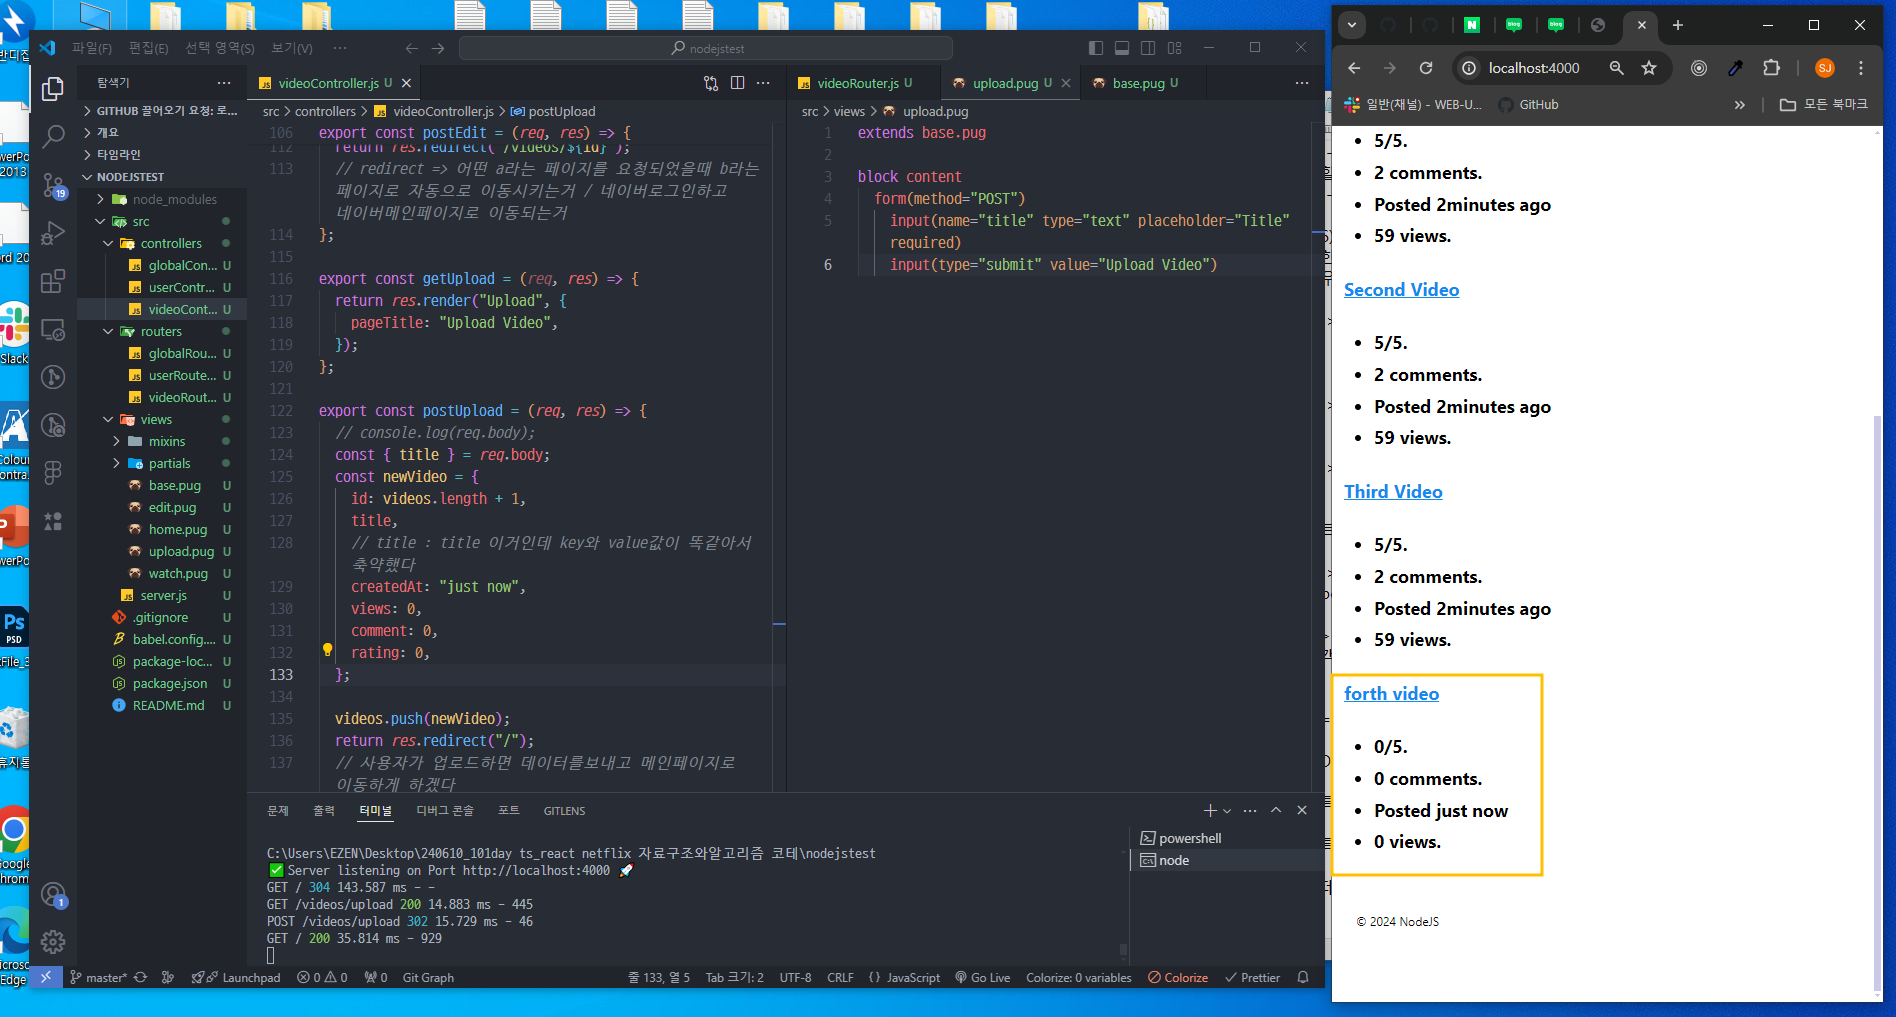 파일(F) 편집(E) 선택 영역(S) 보기(V) ···
nodejstest
탐색기
GITHUB 끌어오기 요청: 로...
개요
타임라인
NODEJSTEST
node_modules
src
controllers
globalCon... U
userContr... U
videoCont... U
routers
globalRou... U
userRoute... U
videoRout... U
views
mixins
partials
base.pug U
edit.pug U
home.pug U
upload.pug U
watch.pug U
server.js U
.gitignore U
babel.config.... U
package-loc... U
package.json U
README.md U
19
1
videoController.js U
src > controllers > videoController.js > postUpload
106 export const postEdit = (req, res) => {
112 return res.redirect(`/videos/${id}`);
113 // redirect => 어떤 a라는 페이지를 요청되었을때 b라는
페이지로 자동으로 이동시키는거 / 네이버로그인하고
네이버메인페이지로 이동되는거
114 };
115
116 export const getUpload = (req, res) => {
117 return res.render("Upload", {
118 pageTitle: "Upload Video",
119 });
120 };
121
122 export const postUpload = (req, res) => {
123 // console.log(req.body);
124 const { title } = req.body;
125 const newVideo = {
126 id: videos.length + 1,
127 title,
128 // title : title 이거인데 key와 value값이 똑같아서
축약했다
129 createdAt: "just now",
130 views: 0,
131 comment: 0,
132 rating: 0,
133 };
134
135 videos.push(newVideo);
136 return res.redirect("/");
137 // 사용자가 업로드하면 데이터를보내고 메인페이지로
이동하게 하겠다
videoRouter.js U upload.pug U base.pug U
src > views > upload.pug
1 extends base.pug
2
3 block content
4 form(method="POST")
5 input(name="title" type="text" placeholder="Title"
required)
6 input(type="submit" value="Upload Video")
문제 출력 터미널 디버그 콘솔 포트 GITLENS
C:\Users\EZEN\Desktop\240610_101day ts_react netflix 자료구조와알고리즘 코테\nodejstest
✅ Server listening on Port http://localhost:4000 🚀
GET / 304 143.587 ms - -
GET /videos/upload 200 14.883 ms - 445
POST /videos/upload 302 15.729 ms - 46
GET / 200 35.814 ms - 929
powershell
node
master* Launchpad 0 0 0 Git Graph 줄 133, 열 5 Tab 크기: 2 UTF-8 CRLF {} JavaScript Go Live Colorize: 0 variables Colorize Prettier
localhost:4000
SJ
일반(채널) - WEB-U... GitHub » 모든 북마크
5/5.
2 comments.
Posted 2minutes ago
59 views.
Second Video
5/5.
2 comments.
Posted 2minutes ago
59 views.
Third Video
5/5.
2 comments.
Posted 2minutes ago
59 views.
forth video
0/5.
0 comments.
Posted just now
0 views.
© 2024 NodeJS
2013
Slack
Ps
PSD
Google
Edge